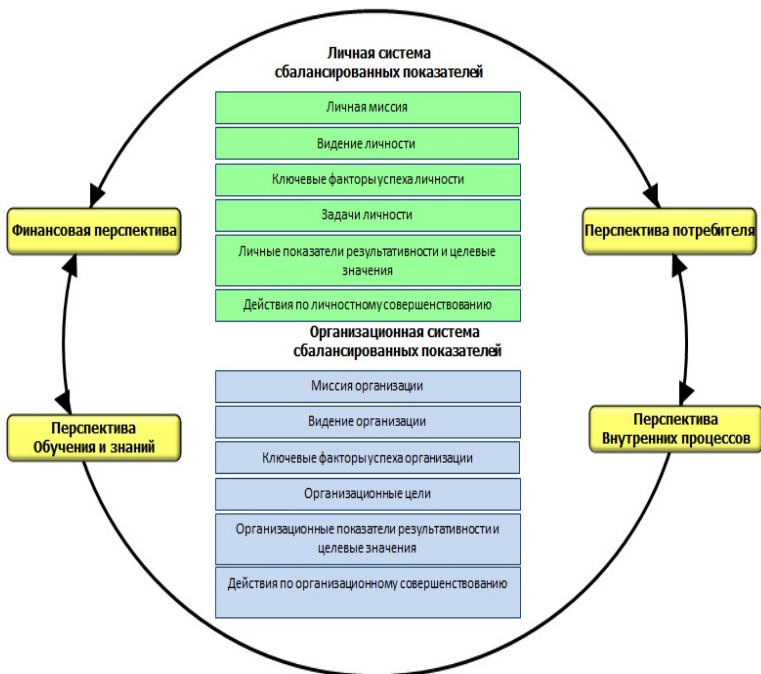 Личная система
сбалансированных показателей
Личная миссия
Видение личности
Ключевые факторы успеха личности
Задачи личности
Личные показатели результативности и целевые
значения
Действия по личностному совершенствованию
Финансовая перспектива
Перспектива потребителя
Организационная система
сбалансированных показателей
Миссия организации
Видение организации
Ключевые факторы успеха организации
Организационные цели
Организационные показатели результативности и
целевые значения
Действия по организационному совершенствованию
Перспектива
Обучения и знаний
Перспектива
Внутренних процессов